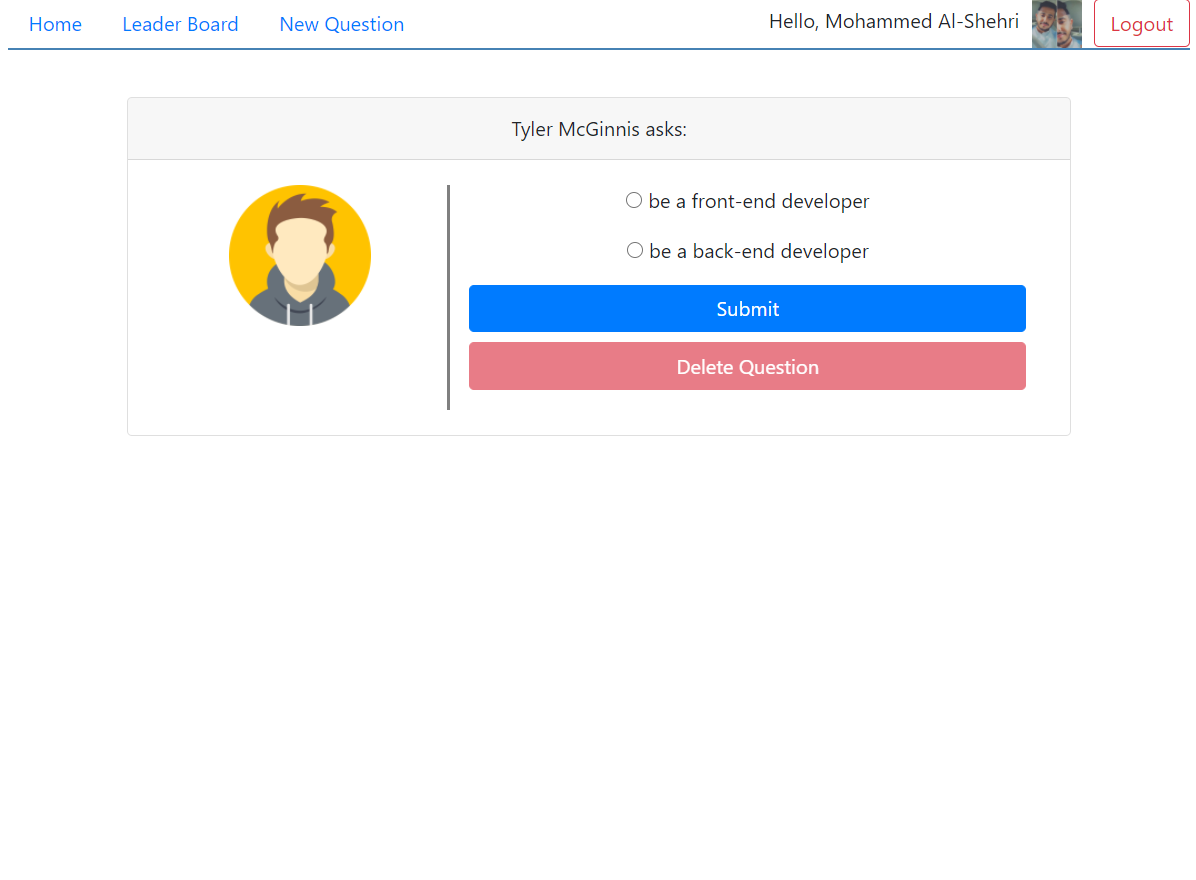 Home Leader Board New Question Hello, Mohammed Al-Shehri Logout
Tyler McGinnis asks:
be a front-end developer
be a back-end developer
Submit
Delete Question